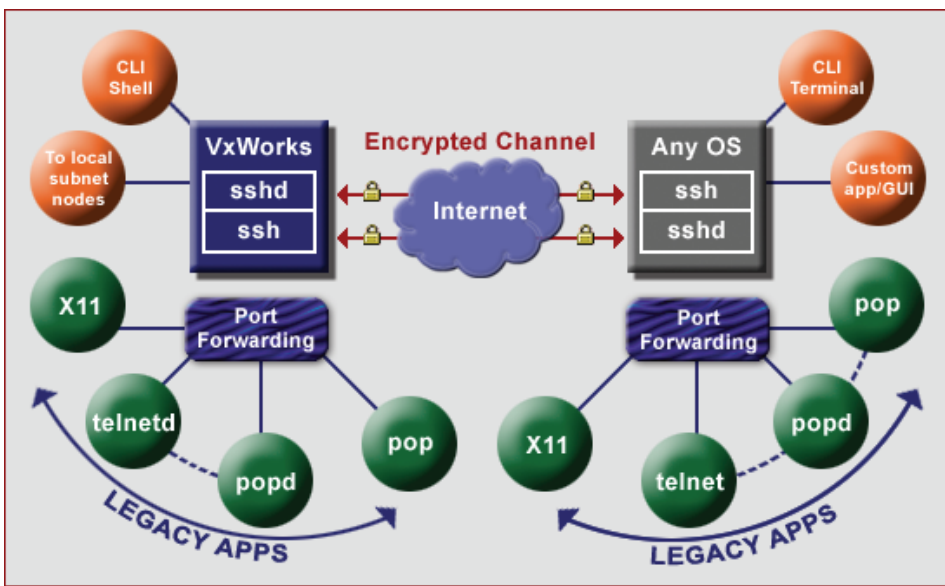 CLI
Shell
To local
subnet
nodes
VxWorks
sshd
ssh
Encrypted Channel
Internet
Any OS
ssh
sshd
CLI
Terminal
Custom
app/GUI
X11
Port
Forwarding
telnetd
popd
pop
LEGACY APPS
Port
Forwarding
pop
popd
telnet
X11
LEGACY APPS